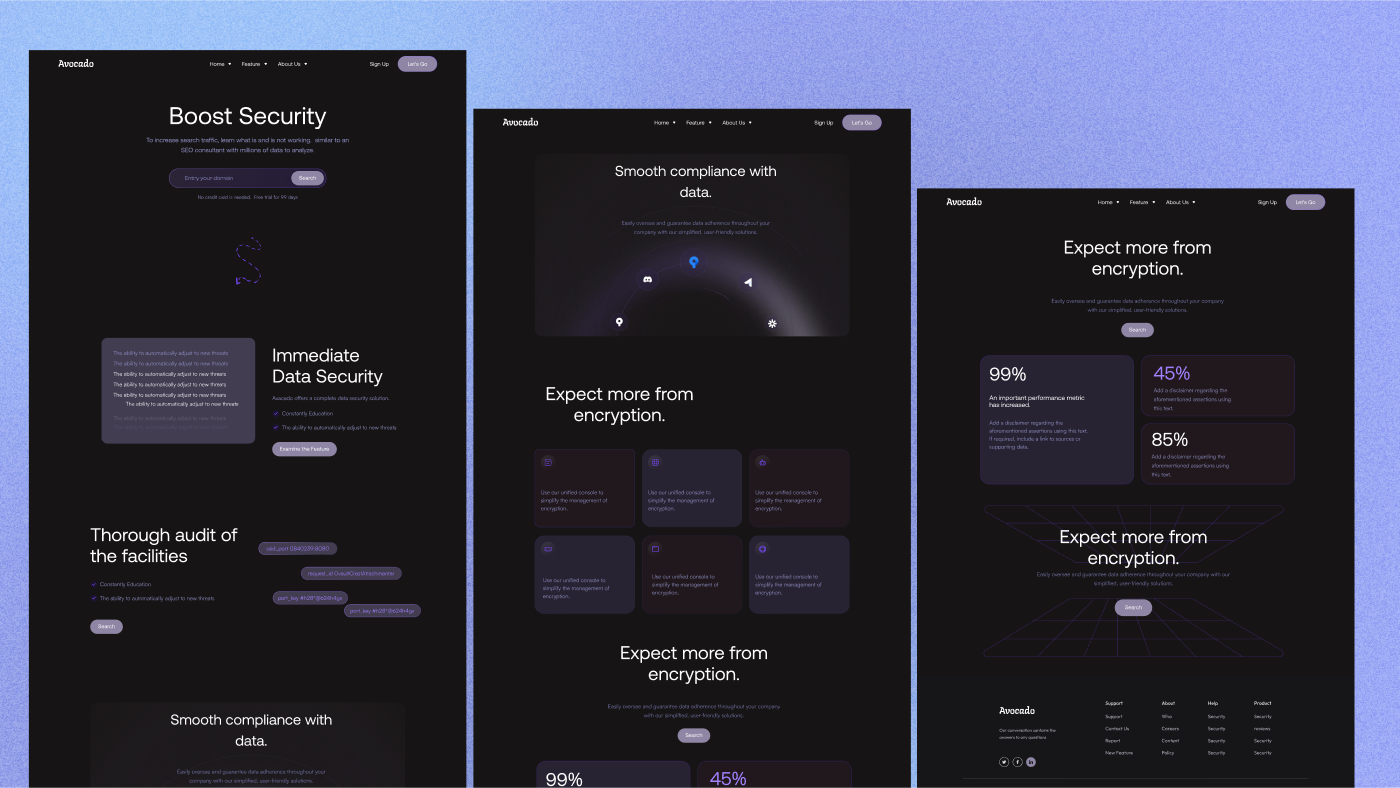 Avocado
Home
Feature
About Us
Sign Up
Let's Go
Boost Security
To increase search traffic, learn what is and is not working, similar to an
SEO consultant with millions of data to analyze.
Entry your domain
Search
No credit card is needed. Free trial for 99 days
The ability to automatically adjust to new threats
The ability to automatically adjust to new threats
The ability to automatically adjust to new threats
The ability to automatically adjust to new threats
The ability to automatically adjust to new threats
The ability to automatically adjust to new threats
The ability to automatically adjust to new threats
The ability to automatically adjust to new threats
Immediate
Data Security
Avocado offers a complete data security solution.
Constantly Education
The ability to automatically adjust to new threats
Examine the Feature
Thorough audit of
the facilities
Constantly Education
The ability to automatically adjust to new threats
Search
Smooth compliance with
data.
Easily oversee and guarantee data adherence throughout your
company with our simplified, user-friendly solutions.
Avocado
Home
Feature
About Us
Sign Up
Let's Go
Smooth compliance with
data.
Easily oversee and guarantee data adherence throughout your
company with our simplified, user-friendly solutions.
Expect more from
encryption.
Use our unified console to
simplify the management of
encryption.
Use our unified console to
simplify the management of
encryption.
Use our unified console to
simplify the management of
encryption.
Use our unified console to
simplify the management of
encryption.
Use our unified console to
simplify the management of
encryption.
Use our unified console to
simplify the management of
encryption.
Expect more from
encryption.
Easily oversee and guarantee data adherence throughout your company
with our simplified, user-friendly solutions.
Search
99%
45%
Avocado
Home
Feature
About Us
Sign Up
Let's Go
Expect more from
encryption.
Easily oversee and guarantee data adherence throughout your company
with our simplified, user-friendly solutions.
Search
99%
An important performance metric
has increased.
Add a disclaimer regarding the
aforementioned assertions using this text.
If required, include a link to sources or
supporting data.
45%
Add a disclaimer regarding the
aforementioned assertions using
this text.
85%
Add a disclaimer regarding the
aforementioned assertions using
this text.
Expect more from
encryption.
Easily oversee and guarantee data adherence throughout your company with our
simplified, user-friendly solutions.
Search
Avocado
answers to any questions
Support
Support
Contact Us
Report
New Feature
About
Who
Careers
Content
Policy
Help
Security
Security
Security
Security
Product
Security
reviews
Security
Security